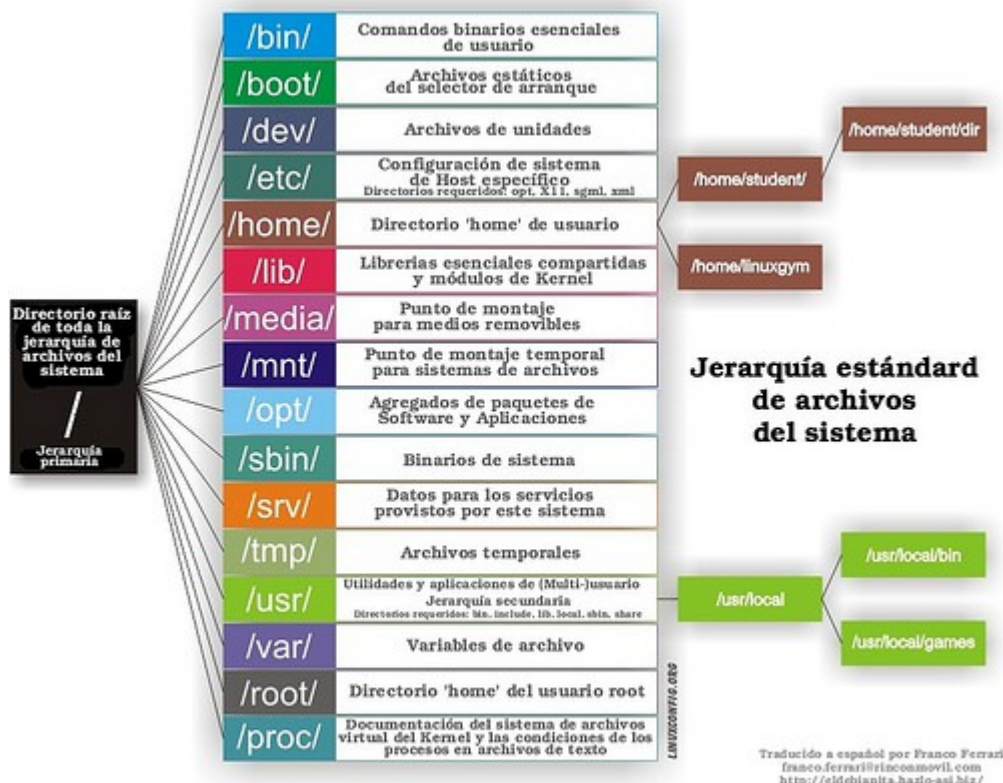 Directorio raíz
de toda la
jerarquía de
archivos del
sistema
/
Jerarquía
primaria
/bin/
Comandos binarios esenciales
de usuario
/boot/
Archivos estáticos
del selector de arranque
/dev/
Archivos de unidades
/etc/
Configuración de sistema
de Host específico
Directorios requeridos: opt, X11, sgml, xml
/home/
Directorio 'home' de usuario
/lib/
Librerias esenciales compartidas
y módulos de Kernel
/media/
Punto de montaje
para medios removibles
/mnt/
Punto de montaje temporal
para sistemas de archivos
/opt/
Agregados de paquetes de
Software y Aplicaciones
/sbin/
Binarios de sistema
/srv/
Datos para los servicios
provistos por este sistema
/tmp/
Archivos temporales
/usr/
Utilidades y aplicaciones de (Multi-)usuario
Jerarquía secundaria
Directorios requeridos: bin, include, lib, local, sbin, share
/var/
Variables de archivo
/root/
Directorio 'home' del usuario root
/proc/
Documentación del sistema de archivos
virtual del Kernel y las condiciones de los
procesos en archivos de texto
/home/student/
/home/student/dir
/home/linuxgym
Jerarquía estándard
de archivos
del sistema
/usr/local
/usr/local/bin
/usr/local/games
LINUXCONFIG.ORG
Traducido a español por Franco Ferrari
franco.ferrari@rinconmovil.com
http://eldebianita.hazlo-asi.biz/